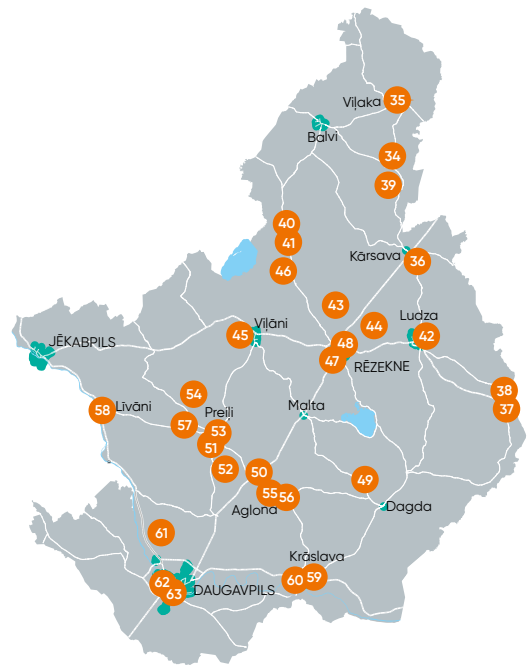 Viļaka 35
Balvi
34
39
40
41
Kārsava 36
46
43
44
Ludza
42
45 Viļāni
48
47
RĒZEKNE
JĒKABPILS
38
37
58 Līvāni
54
Preiļi
57
53
51
Malta
52
50
49
55
56
Aglona
Dagda
61
Krāslava
60
59
62
63
DAUGAVPILS